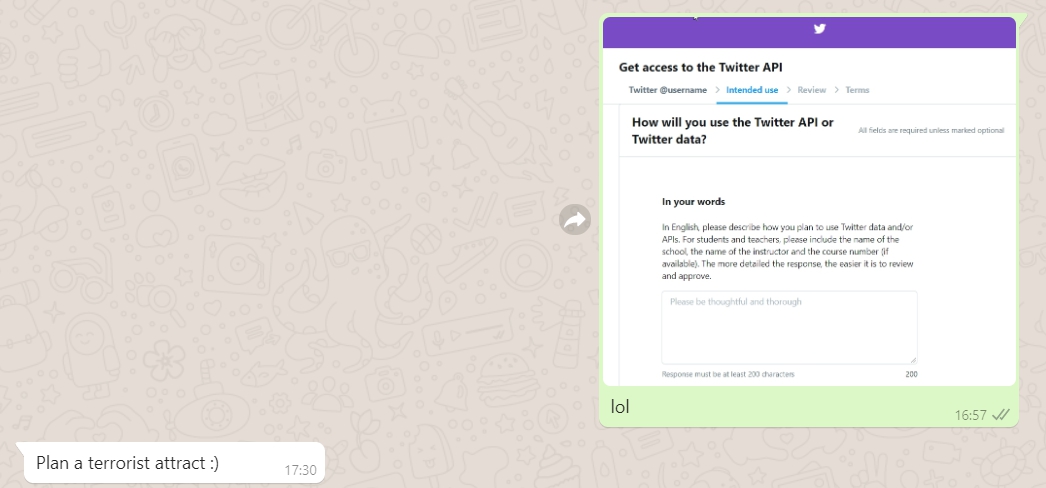 Get access to the Twitter API
Twitter @username > Intended use > Review > Terms
How will you use the Twitter API or
Twitter data?
All fields are required unless marked optional
In your words
In English, please describe how you plan to use Twitter data and/or
APIs. For students and teachers, please include the name of the
school, the name of the instructor and the course number (if
available). The more detailed the response, the easier it is to review
and approve.
Please be thoughtful and thorough
Response must be at least 200 characters 200
lol
16:57
Plan a terrorist attract :)
17:30